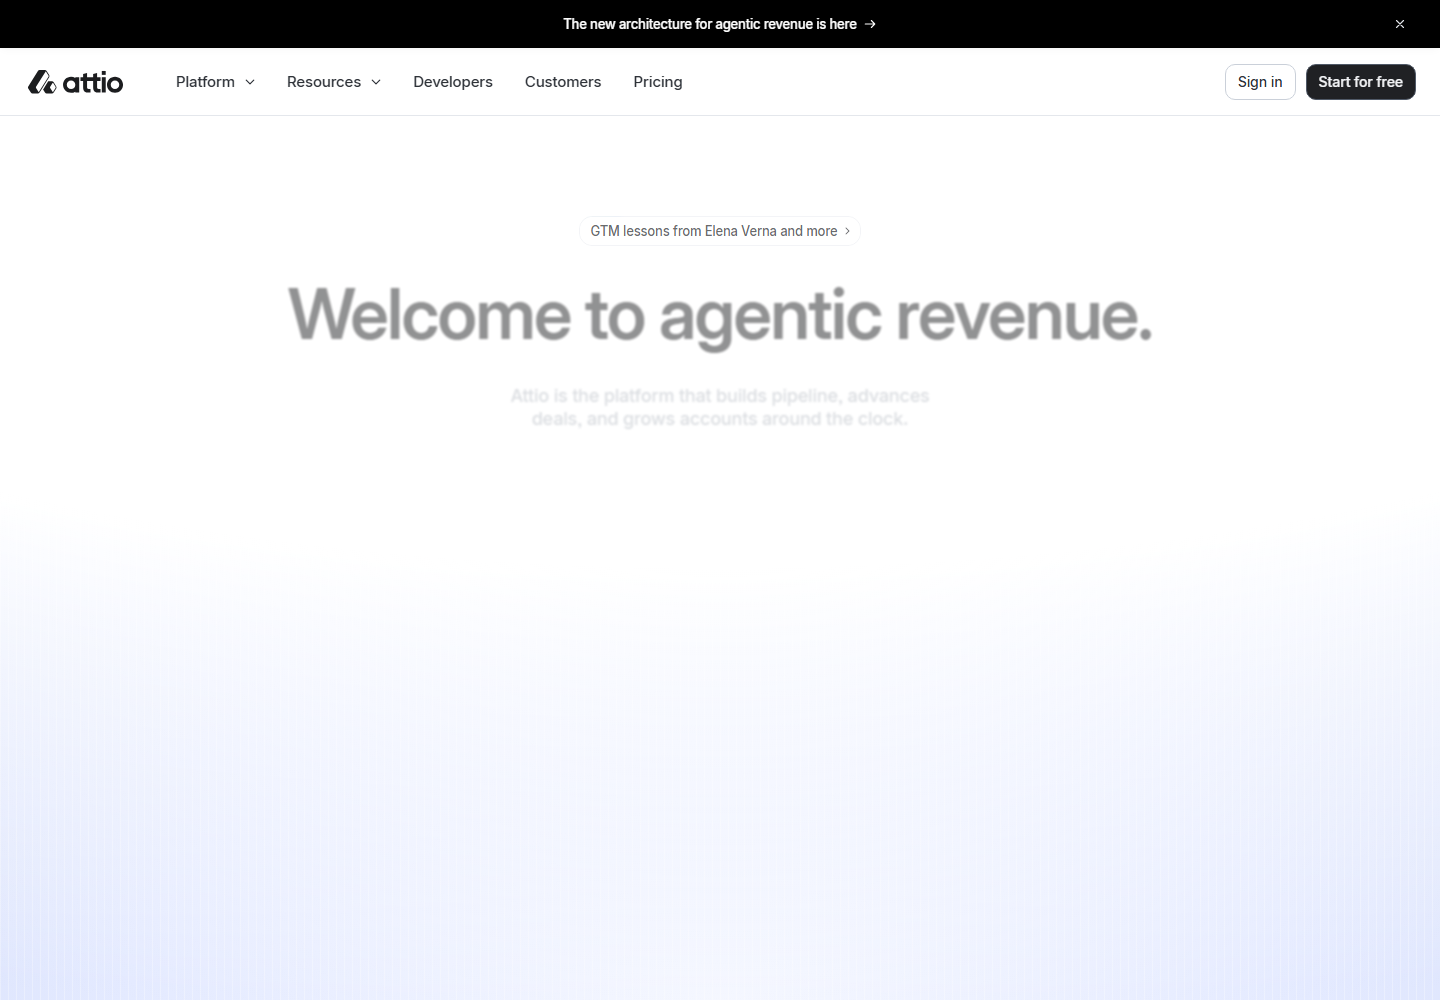 The new architecture for agentic revenue is here →
attio
Platform
Resources
Developers
Customers
Pricing
Sign in
Start for free
GTM lessons from Elena Verna and more
Welcome to agentic revenue.
Attio is the platform that builds pipeline, advances
deals, and grows accounts around the clock.